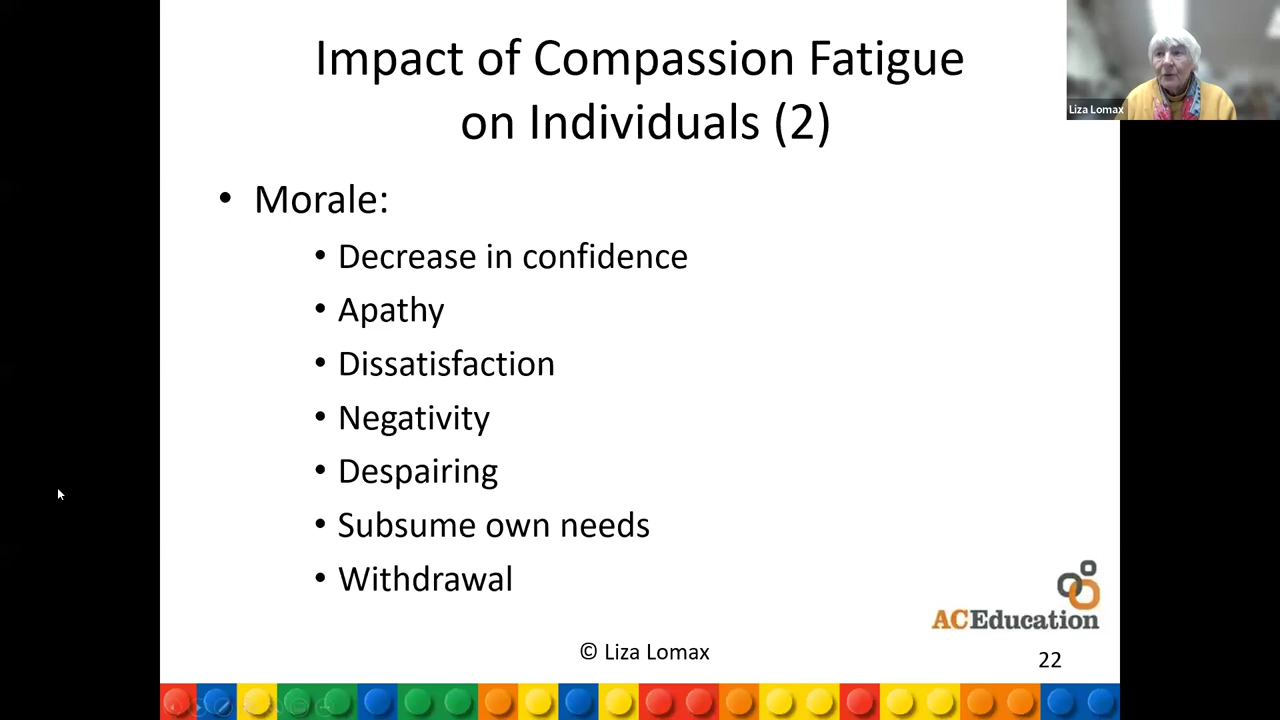 Impact of Compassion Fatigue
on Individuals (2)
Liza Lomax
• Morale:
• Decrease in confidence
• Apathy
• Dissatisfaction
• Negativity
• Despairing
• Subsume own needs
• Withdrawal
ACEducation
© Liza Lomax
22